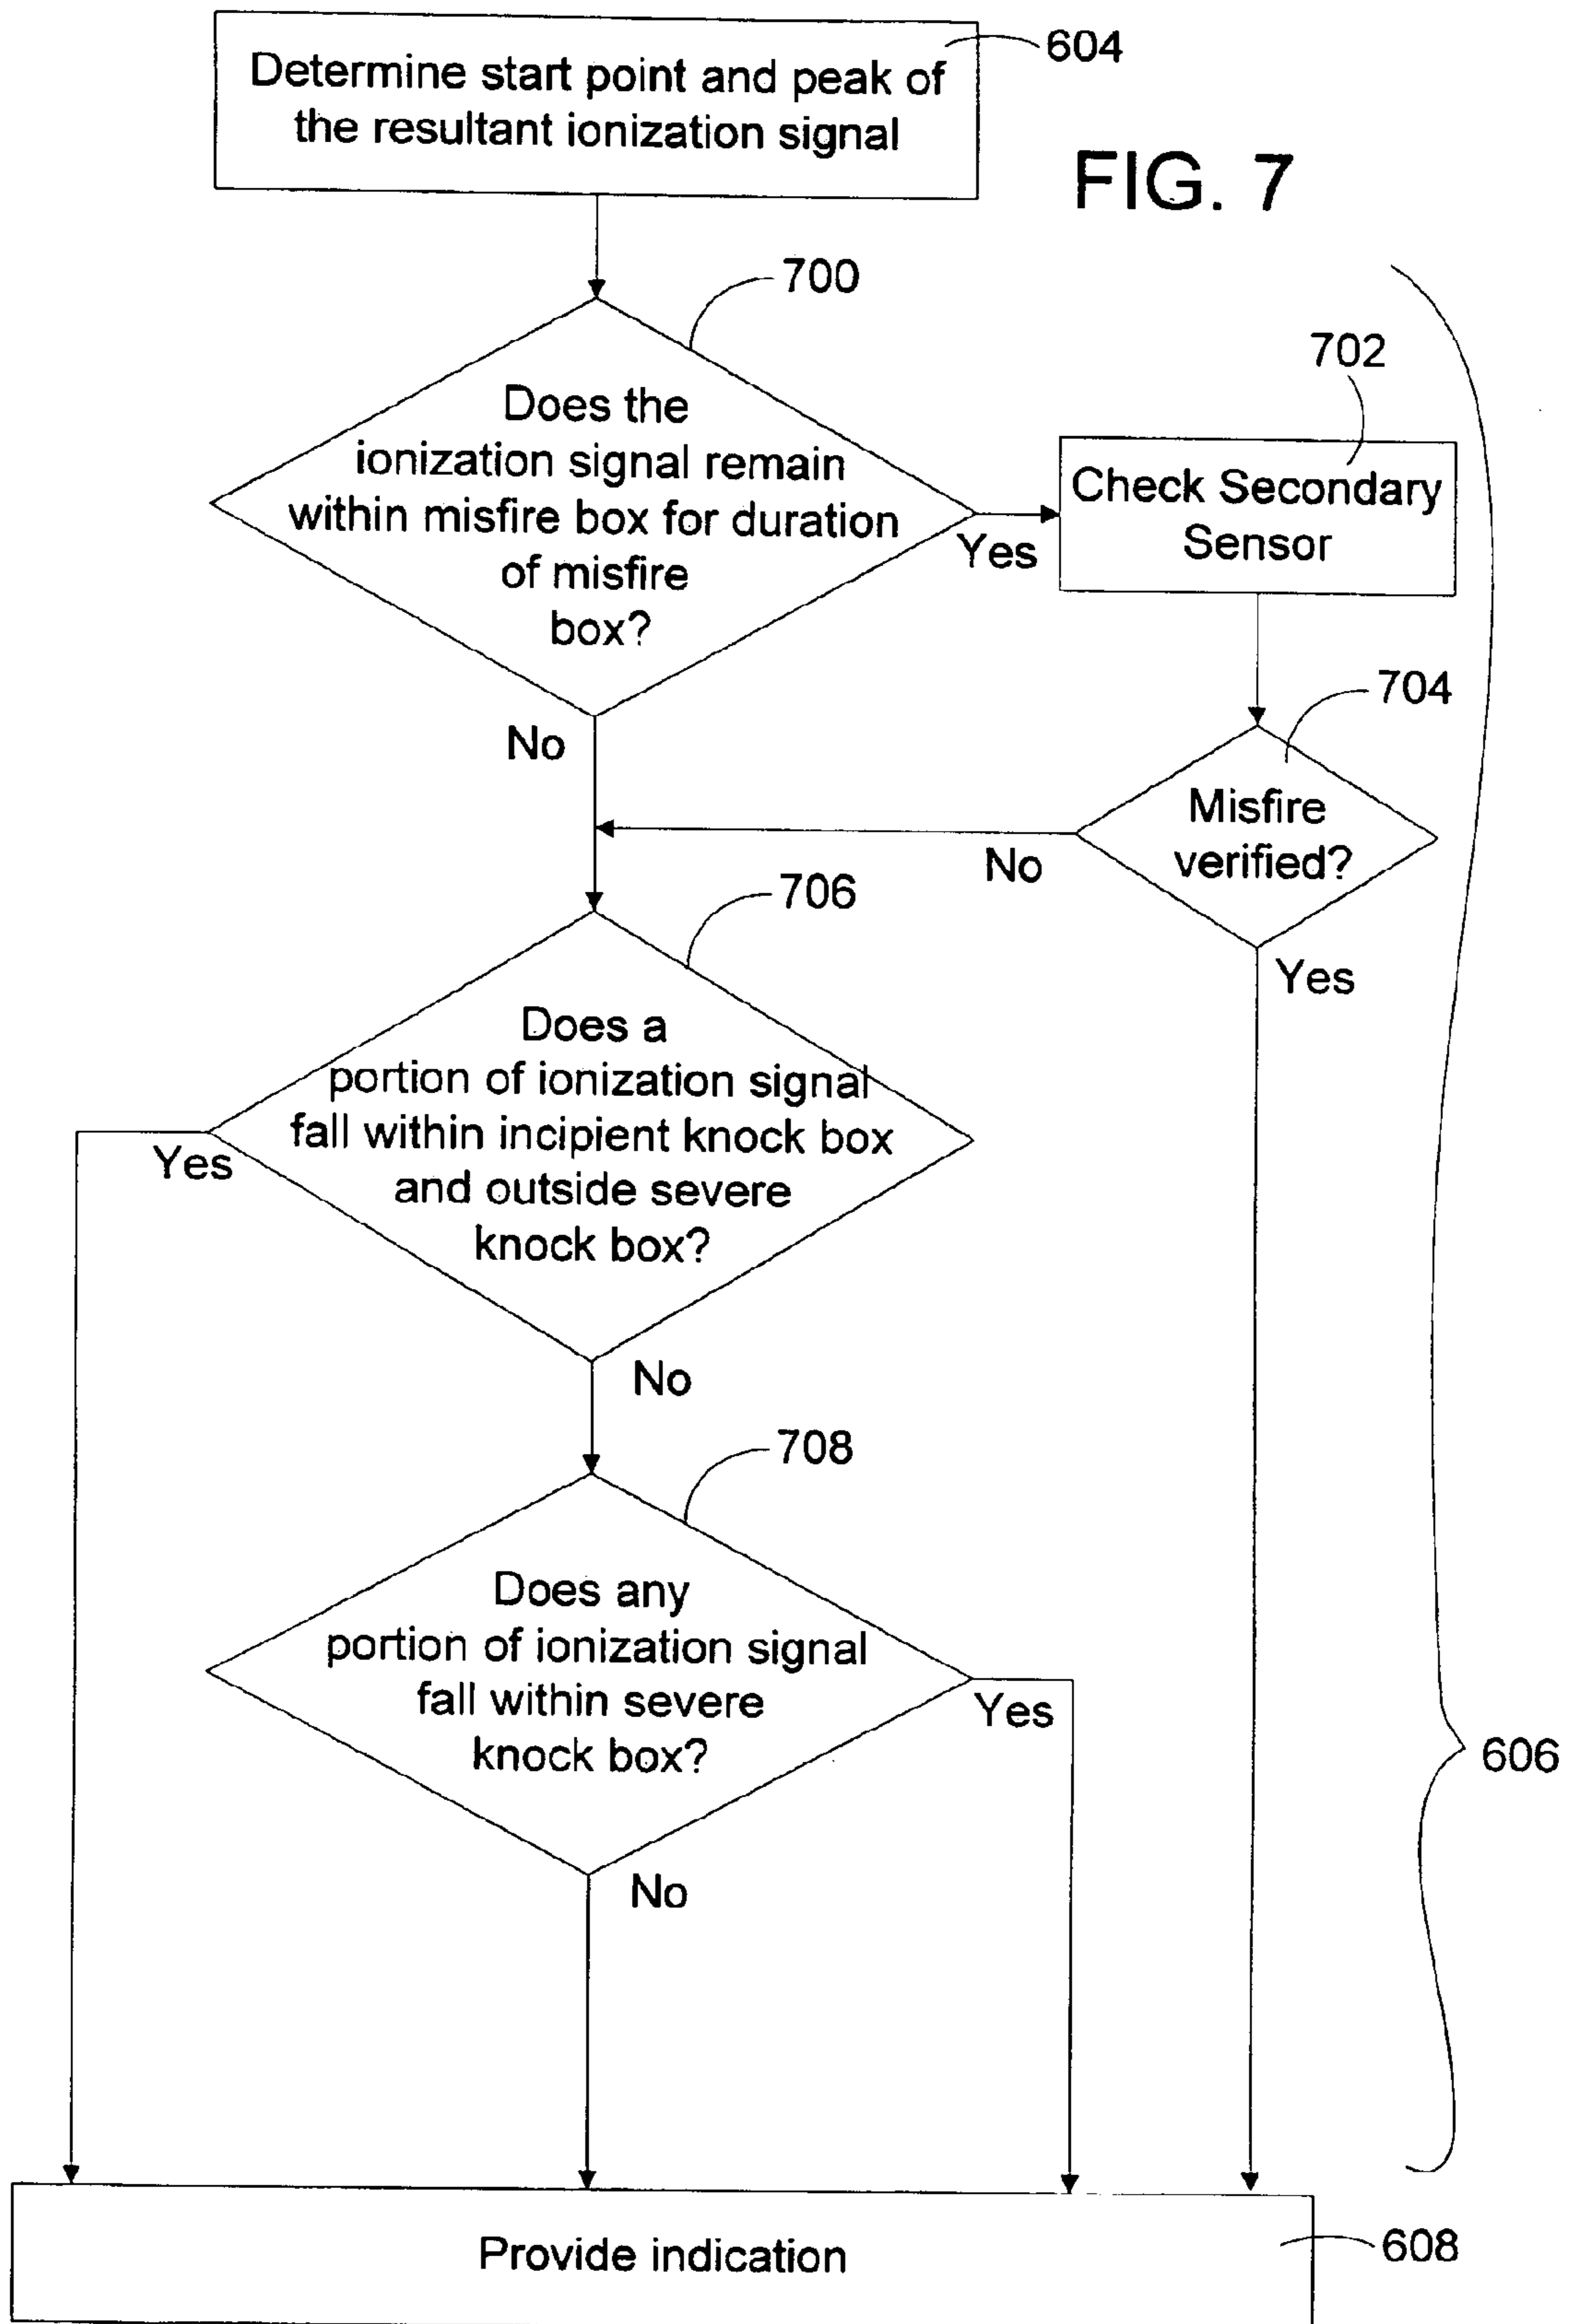 Determine start point and peak of
the resultant ionization signal
604
FIG. 7
700
Does the
ionization signal remain
within misfire box for duration
of misfire
box?
Yes
702
Check Secondary
Sensor
704
Misfire
verified?
No
No
Yes
706
Does a
portion of ionization signal
fall within incipient knock box
and outside severe
knock box?
Yes
No
708
Does any
portion of ionization signal
fall within severe
knock box?
Yes
No
606
Provide indication
608